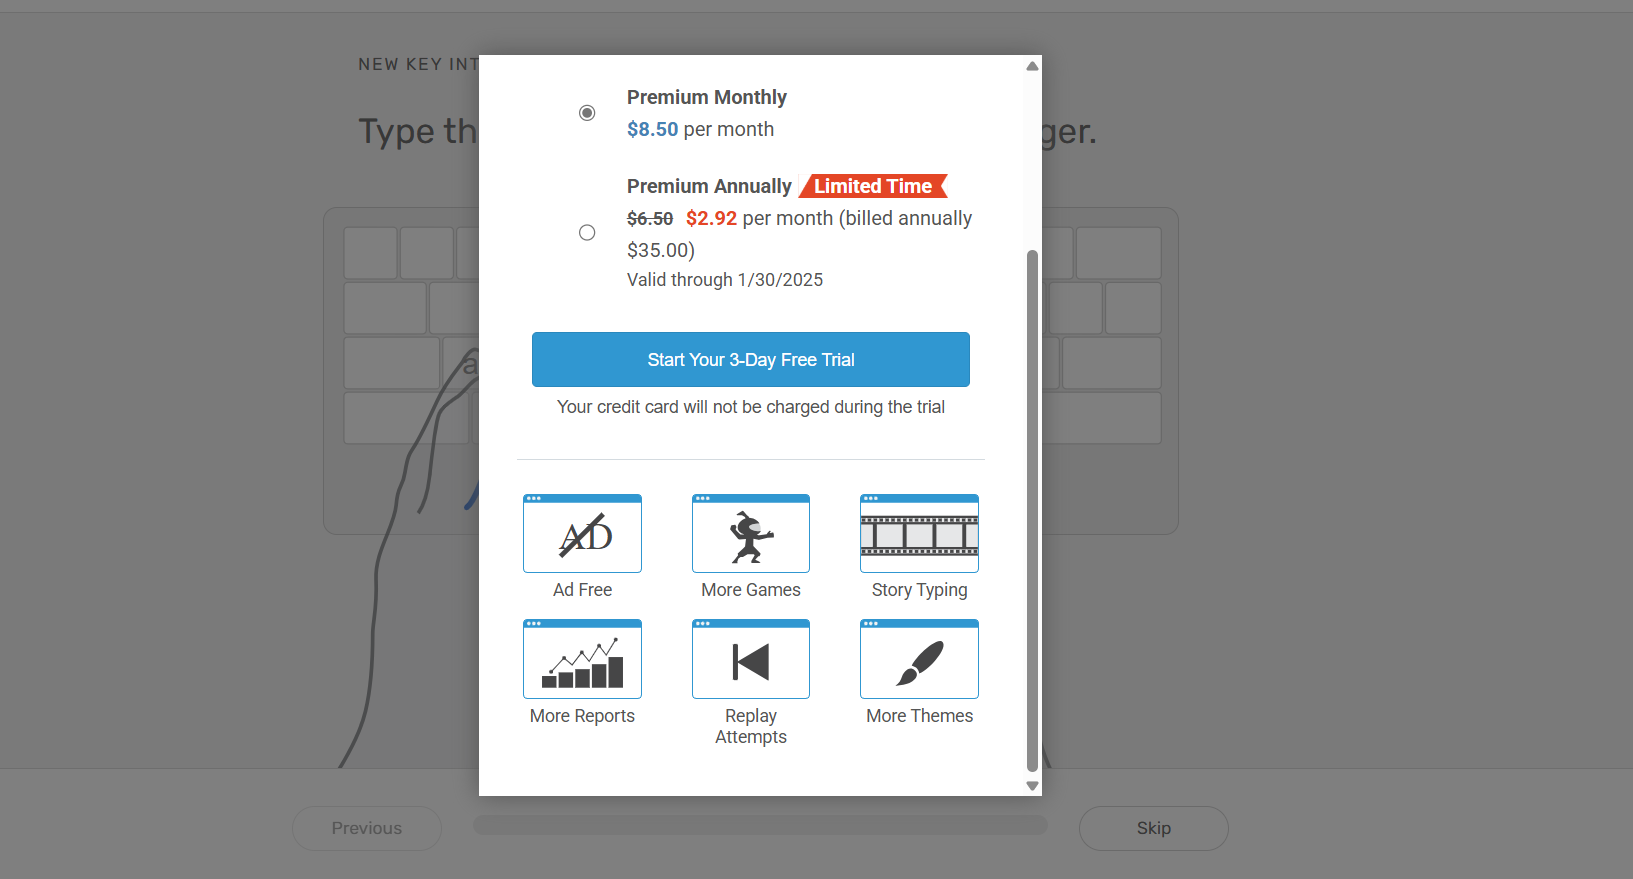 NEW KEY INT
Type th
ger.
a
Premium Monthly
$8.50 per month
Premium Annually Limited Time
$6.50 $2.92 per month (billed annually
$35.00)
Valid through 1/30/2025
Start Your 3-Day Free Trial
Your credit card will not be charged during the trial
AD
Ad Free
More Games
Story Typing
More Reports
Replay
Attempts
More Themes
Previous
Skip